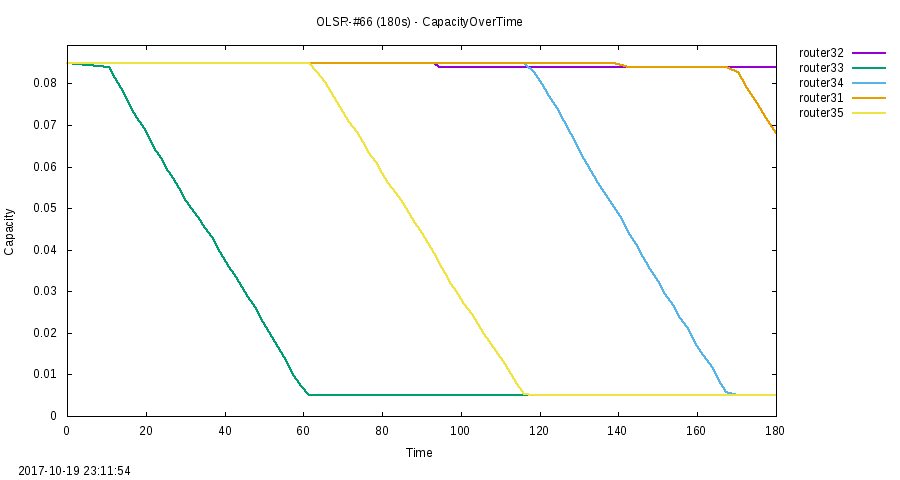 OLSR-#66 (180s) - CapacityOverTime
router32
router33
router34
router31
router35
Capacity
0.08
0.07
0.06
0.05
0.04
0.03
0.02
0.01
0
0 20 40 60 80 100 120 140 160 180
Time
2017-10-19 23:11:54